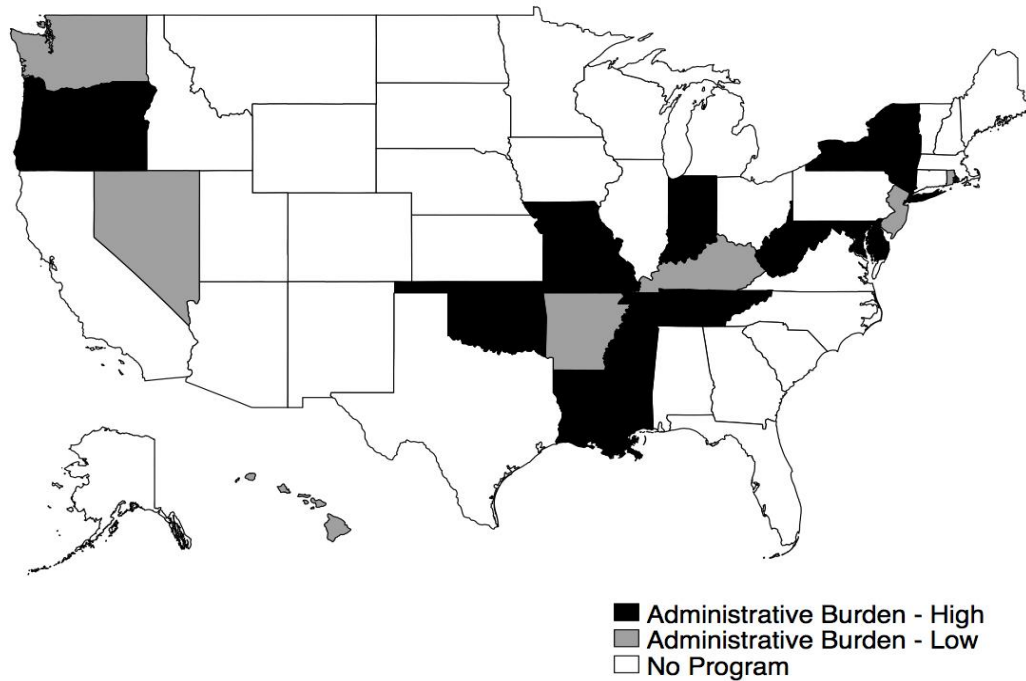 Administrative Burden - High
Administrative Burden - Low
No Program